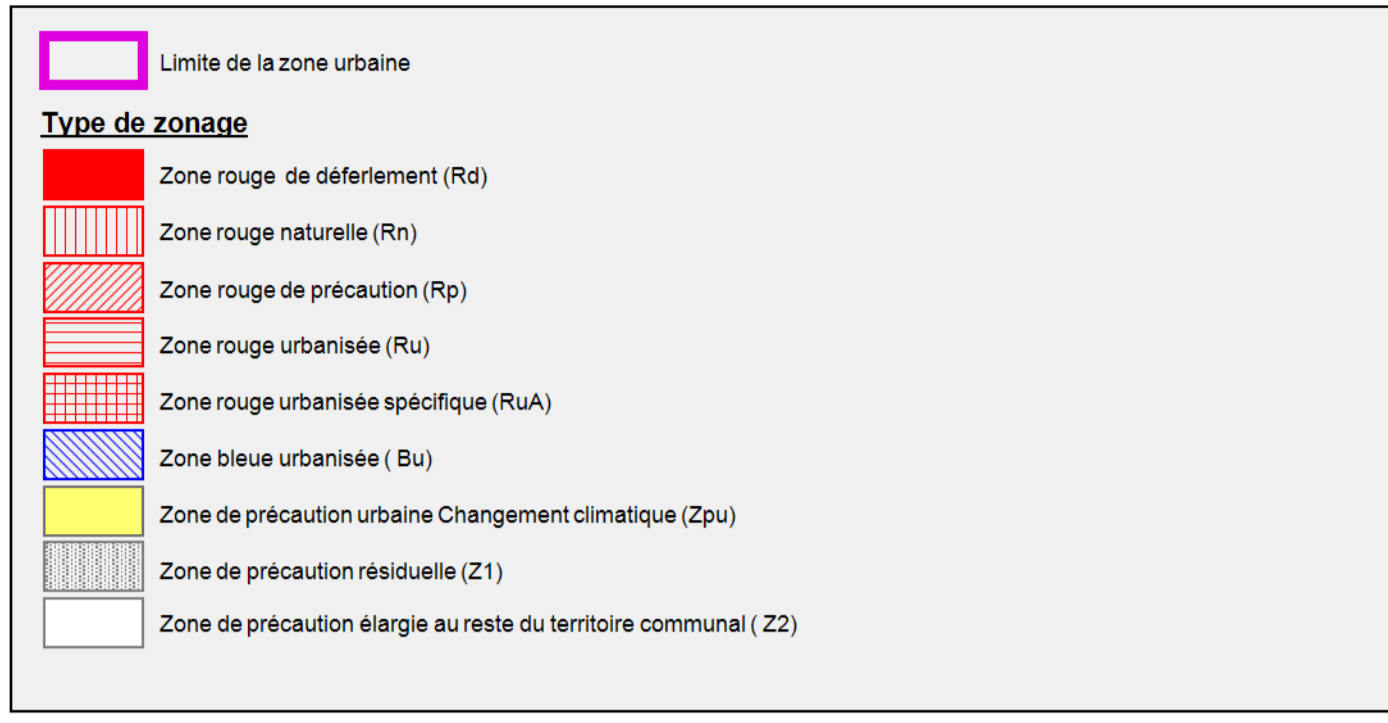 Limite de la zone urbaine
Type de zonage
Zone rouge de déferlement (Rd)
Zone rouge naturelle (Rn)
Zone rouge de précaution (Rp)
Zone rouge urbanisée (Ru)
Zone rouge urbanisée spécifique (RuA)
Zone bleue urbanisée ( Bu)
Zone de précaution urbaine Changement climatique (Zpu)
Zone de précaution résiduelle (Z1)
Zone de précaution élargie au reste du territoire communal ( Z2)